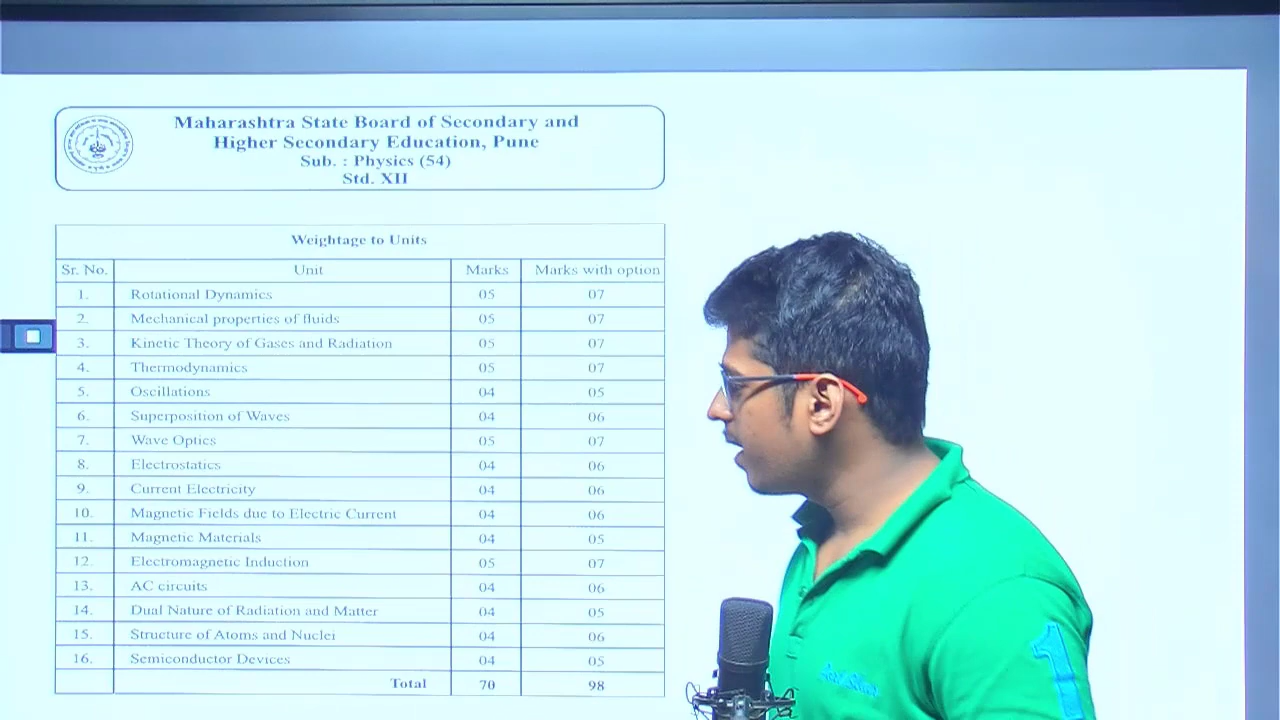 Maharashtra State Board of Secondary and
Higher Secondary Education, Pune
Sub. : Physics (54)
Std. XII
Weightage to Units
Sr. No. Unit Marks Marks with option
1. Rotational Dynamics 05 07
2. Mechanical properties of fluids 05 07
3. Kinetic Theory of Gases and Radiation 05 07
4. Thermodynamics 05 07
5. Oscillations 04 05
6. Superposition of Waves 04 06
7. Wave Optics 05 07
8. Electrostatics 04 06
9. Current Electricity 04 06
10. Magnetic Fields due to Electric Current 04 06
11. Magnetic Materials 04 05
12. Electromagnetic Induction 05 07
13. AC circuits 04 06
14. Dual Nature of Radiation and Matter 04 05
15. Structure of Atoms and Nuclei 04 06
16. Semiconductor Devices 04 05
Total 70 98
1